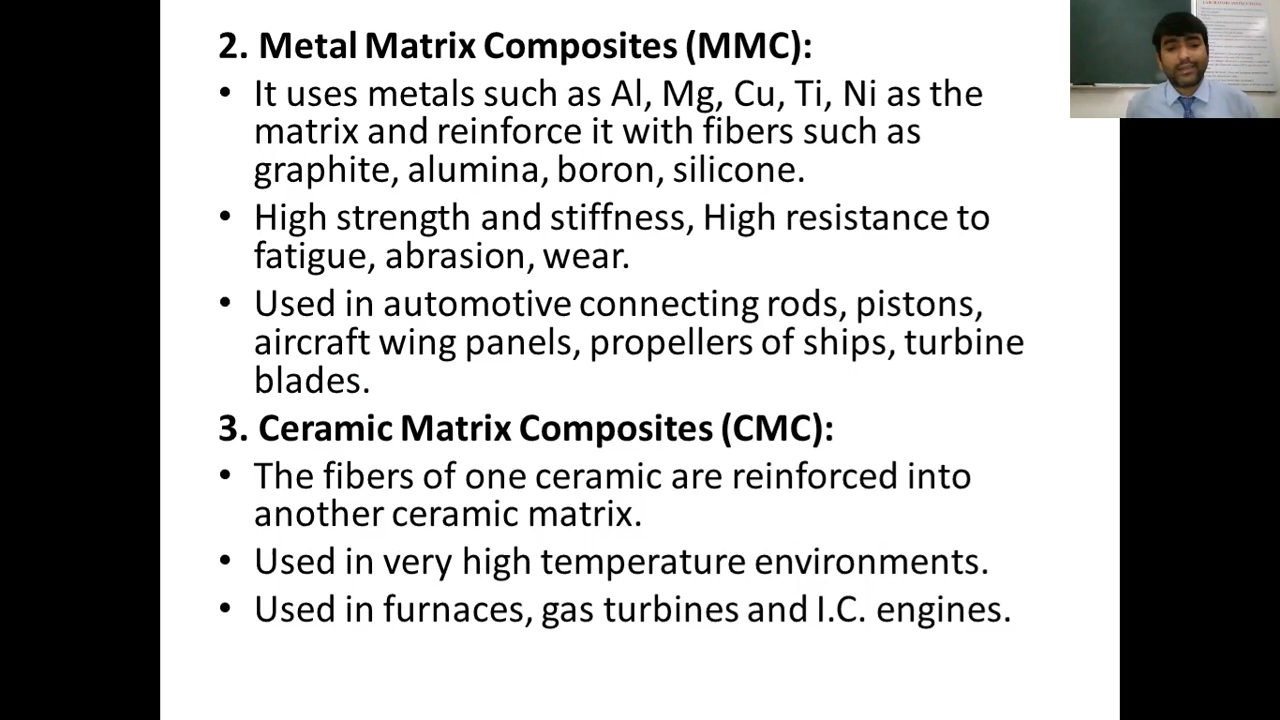 2. Metal Matrix Composites (MMC):
• It uses metals such as Al, Mg, Cu, Ti, Ni as the
matrix and reinforce it with fibers such as
graphite, alumina, boron, silicone.
• High strength and stiffness, High resistance to
fatigue, abrasion, wear.
• Used in automotive connecting rods, pistons,
aircraft wing panels, propellers of ships, turbine
blades.
3. Ceramic Matrix Composites (CMC):
• The fibers of one ceramic are reinforced into
another ceramic matrix.
• Used in very high temperature environments.
• Used in furnaces, gas turbines and I.C. engines.